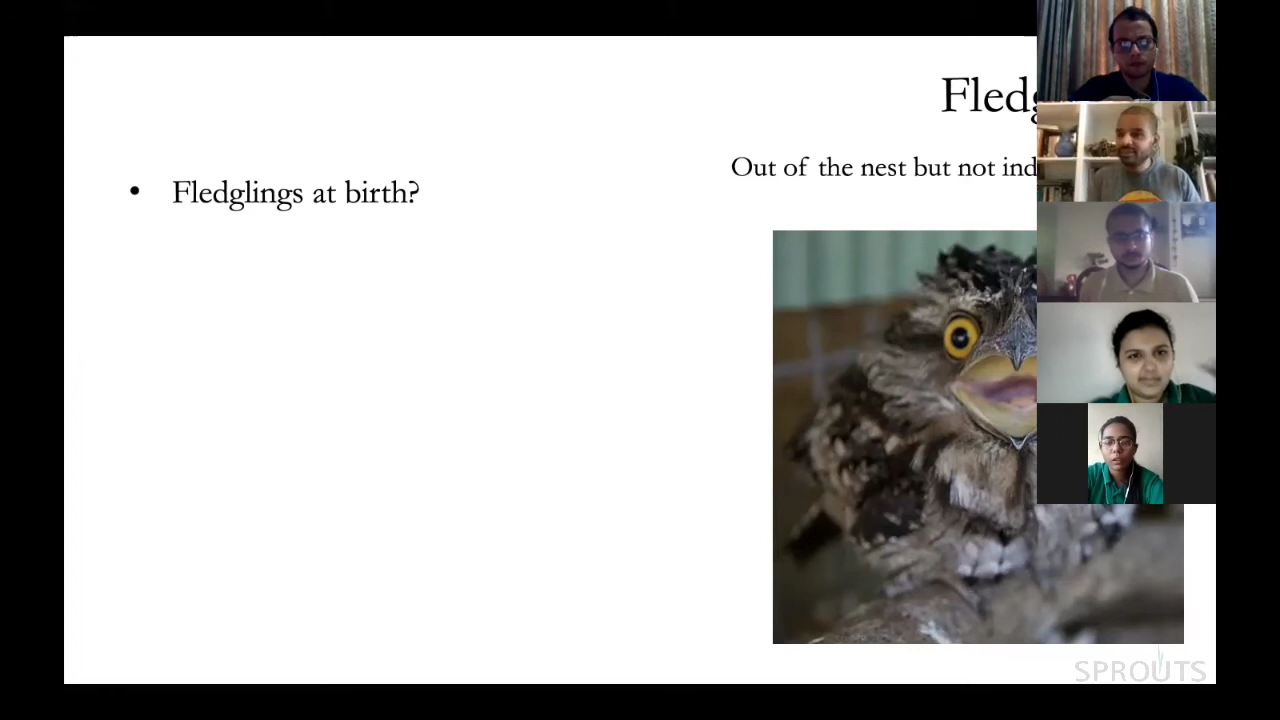 Fledg
Out of the nest but not ind
• Fledglings at birth?
SPROUTS